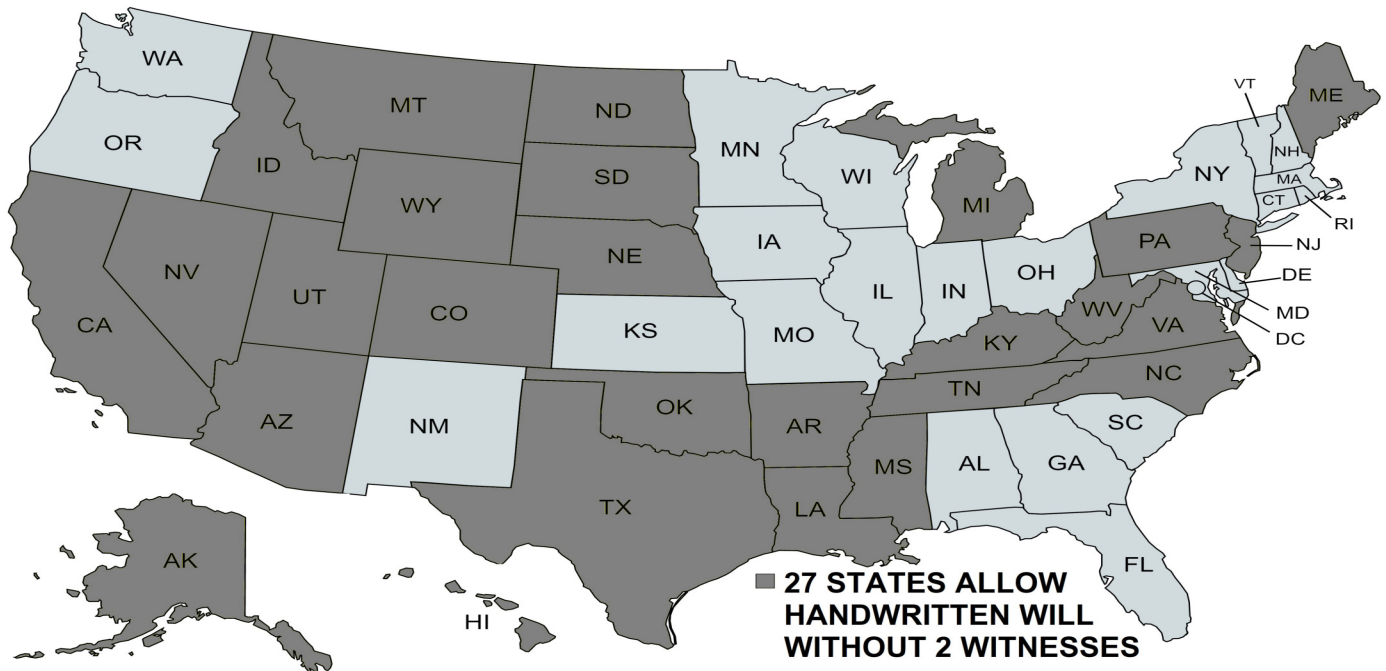 WA
OR
CA
NV
ID
MT
WY
UT
CO
AZ
NM
ND
SD
NE
KS
OK
TX
MN
IA
MO
AR
LA
WI
IL
IN
MI
OH
KY
TN
MS
AL
GA
FL
SC
NC
VA
WV
PA
NY
VT
NH
ME
MA
CT
RI
NJ
DE
MD
DC
AK
HI
27 STATES ALLOW
HANDWRITTEN WILL
WITHOUT 2 WITNESSES